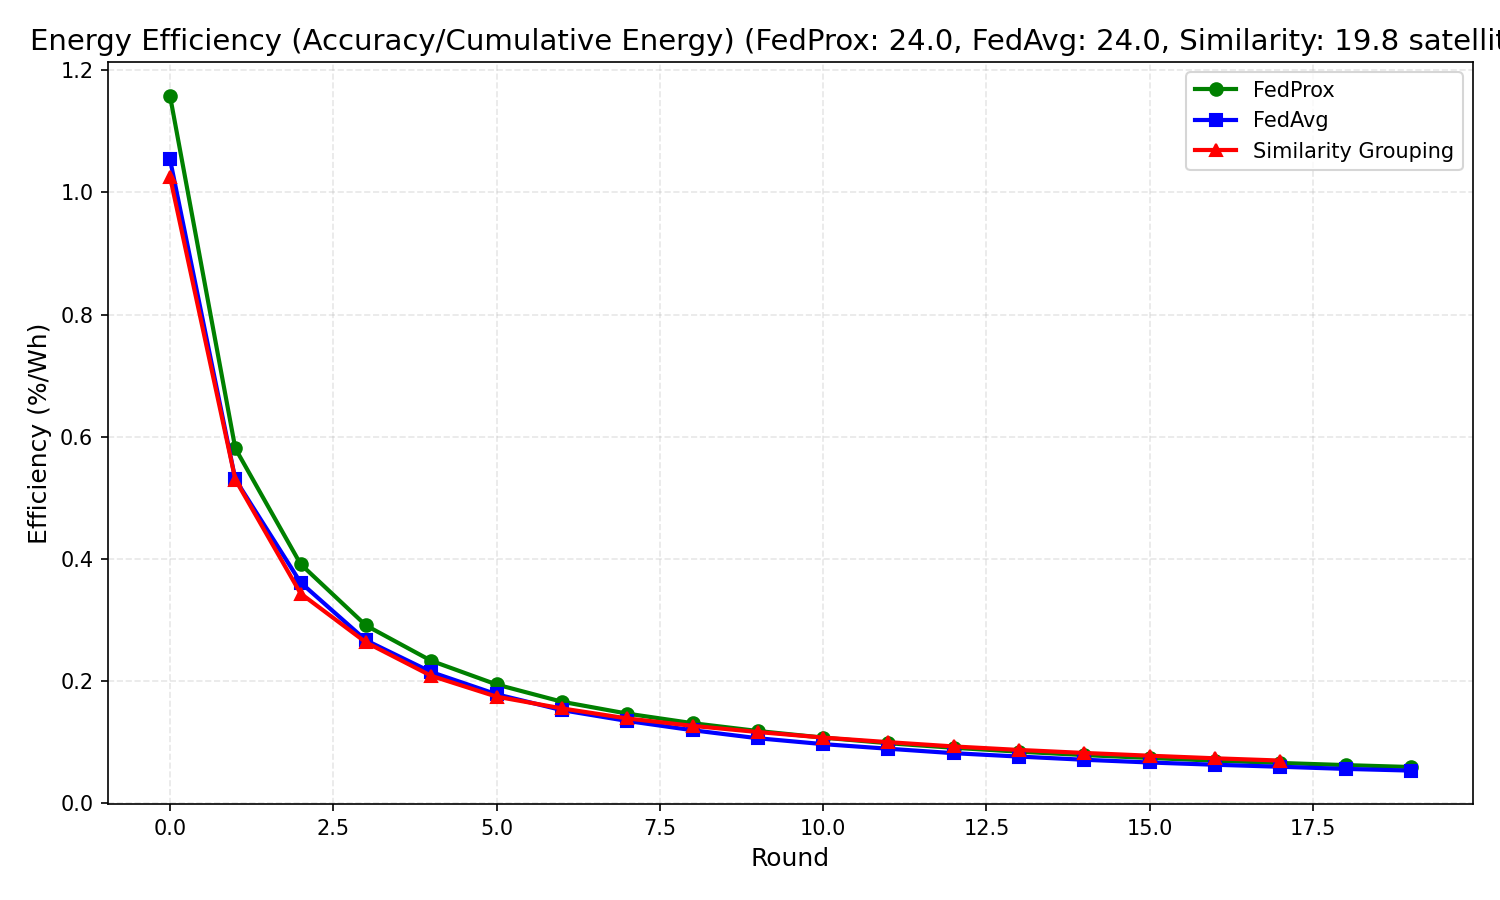 Energy Efficiency (Accuracy/Cumulative Energy) (FedProx: 24.0, FedAvg: 24.0, Similarity: 19.8 satellit
1.2
1.0
0.8
0.6
0.4
0.2
0.0
Efficiency (%/Wh)
FedProx
FedAvg
Similarity Grouping
0.0 2.5 5.0 7.5 10.0 12.5 15.0 17.5
Round